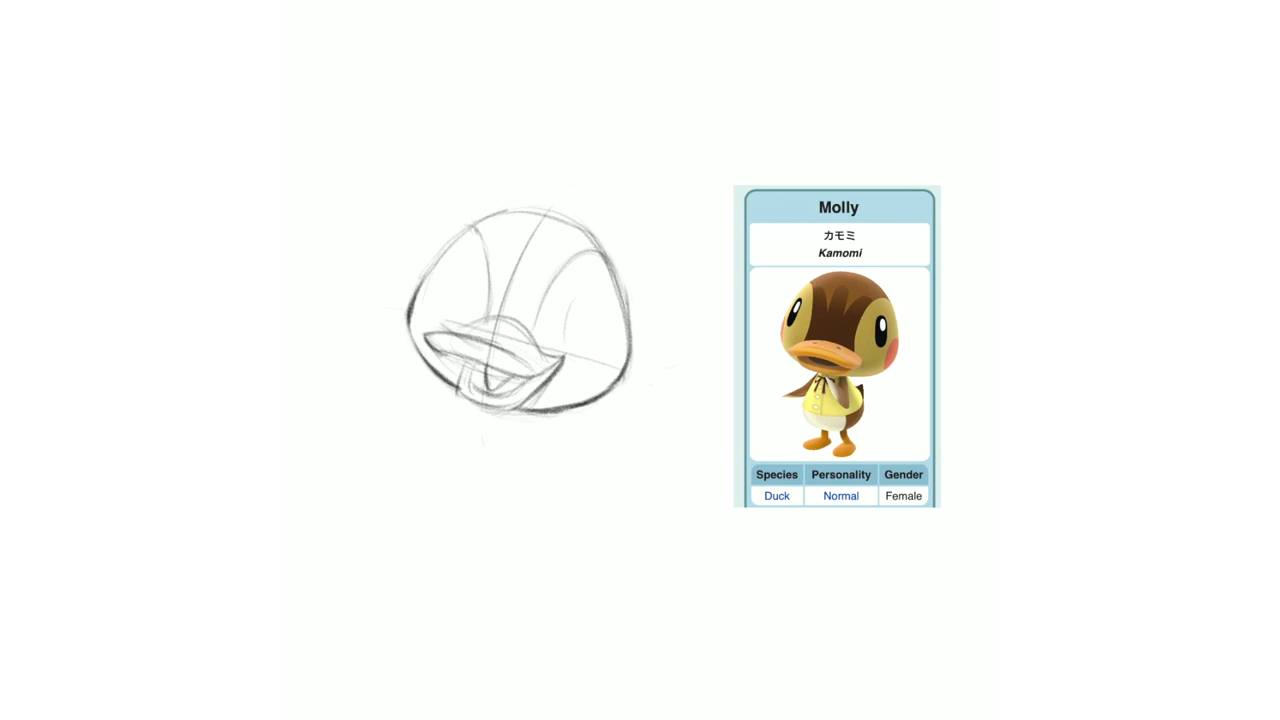 Molly
カモミ
Kamomi
Species Personality Gender
Duck Normal Female